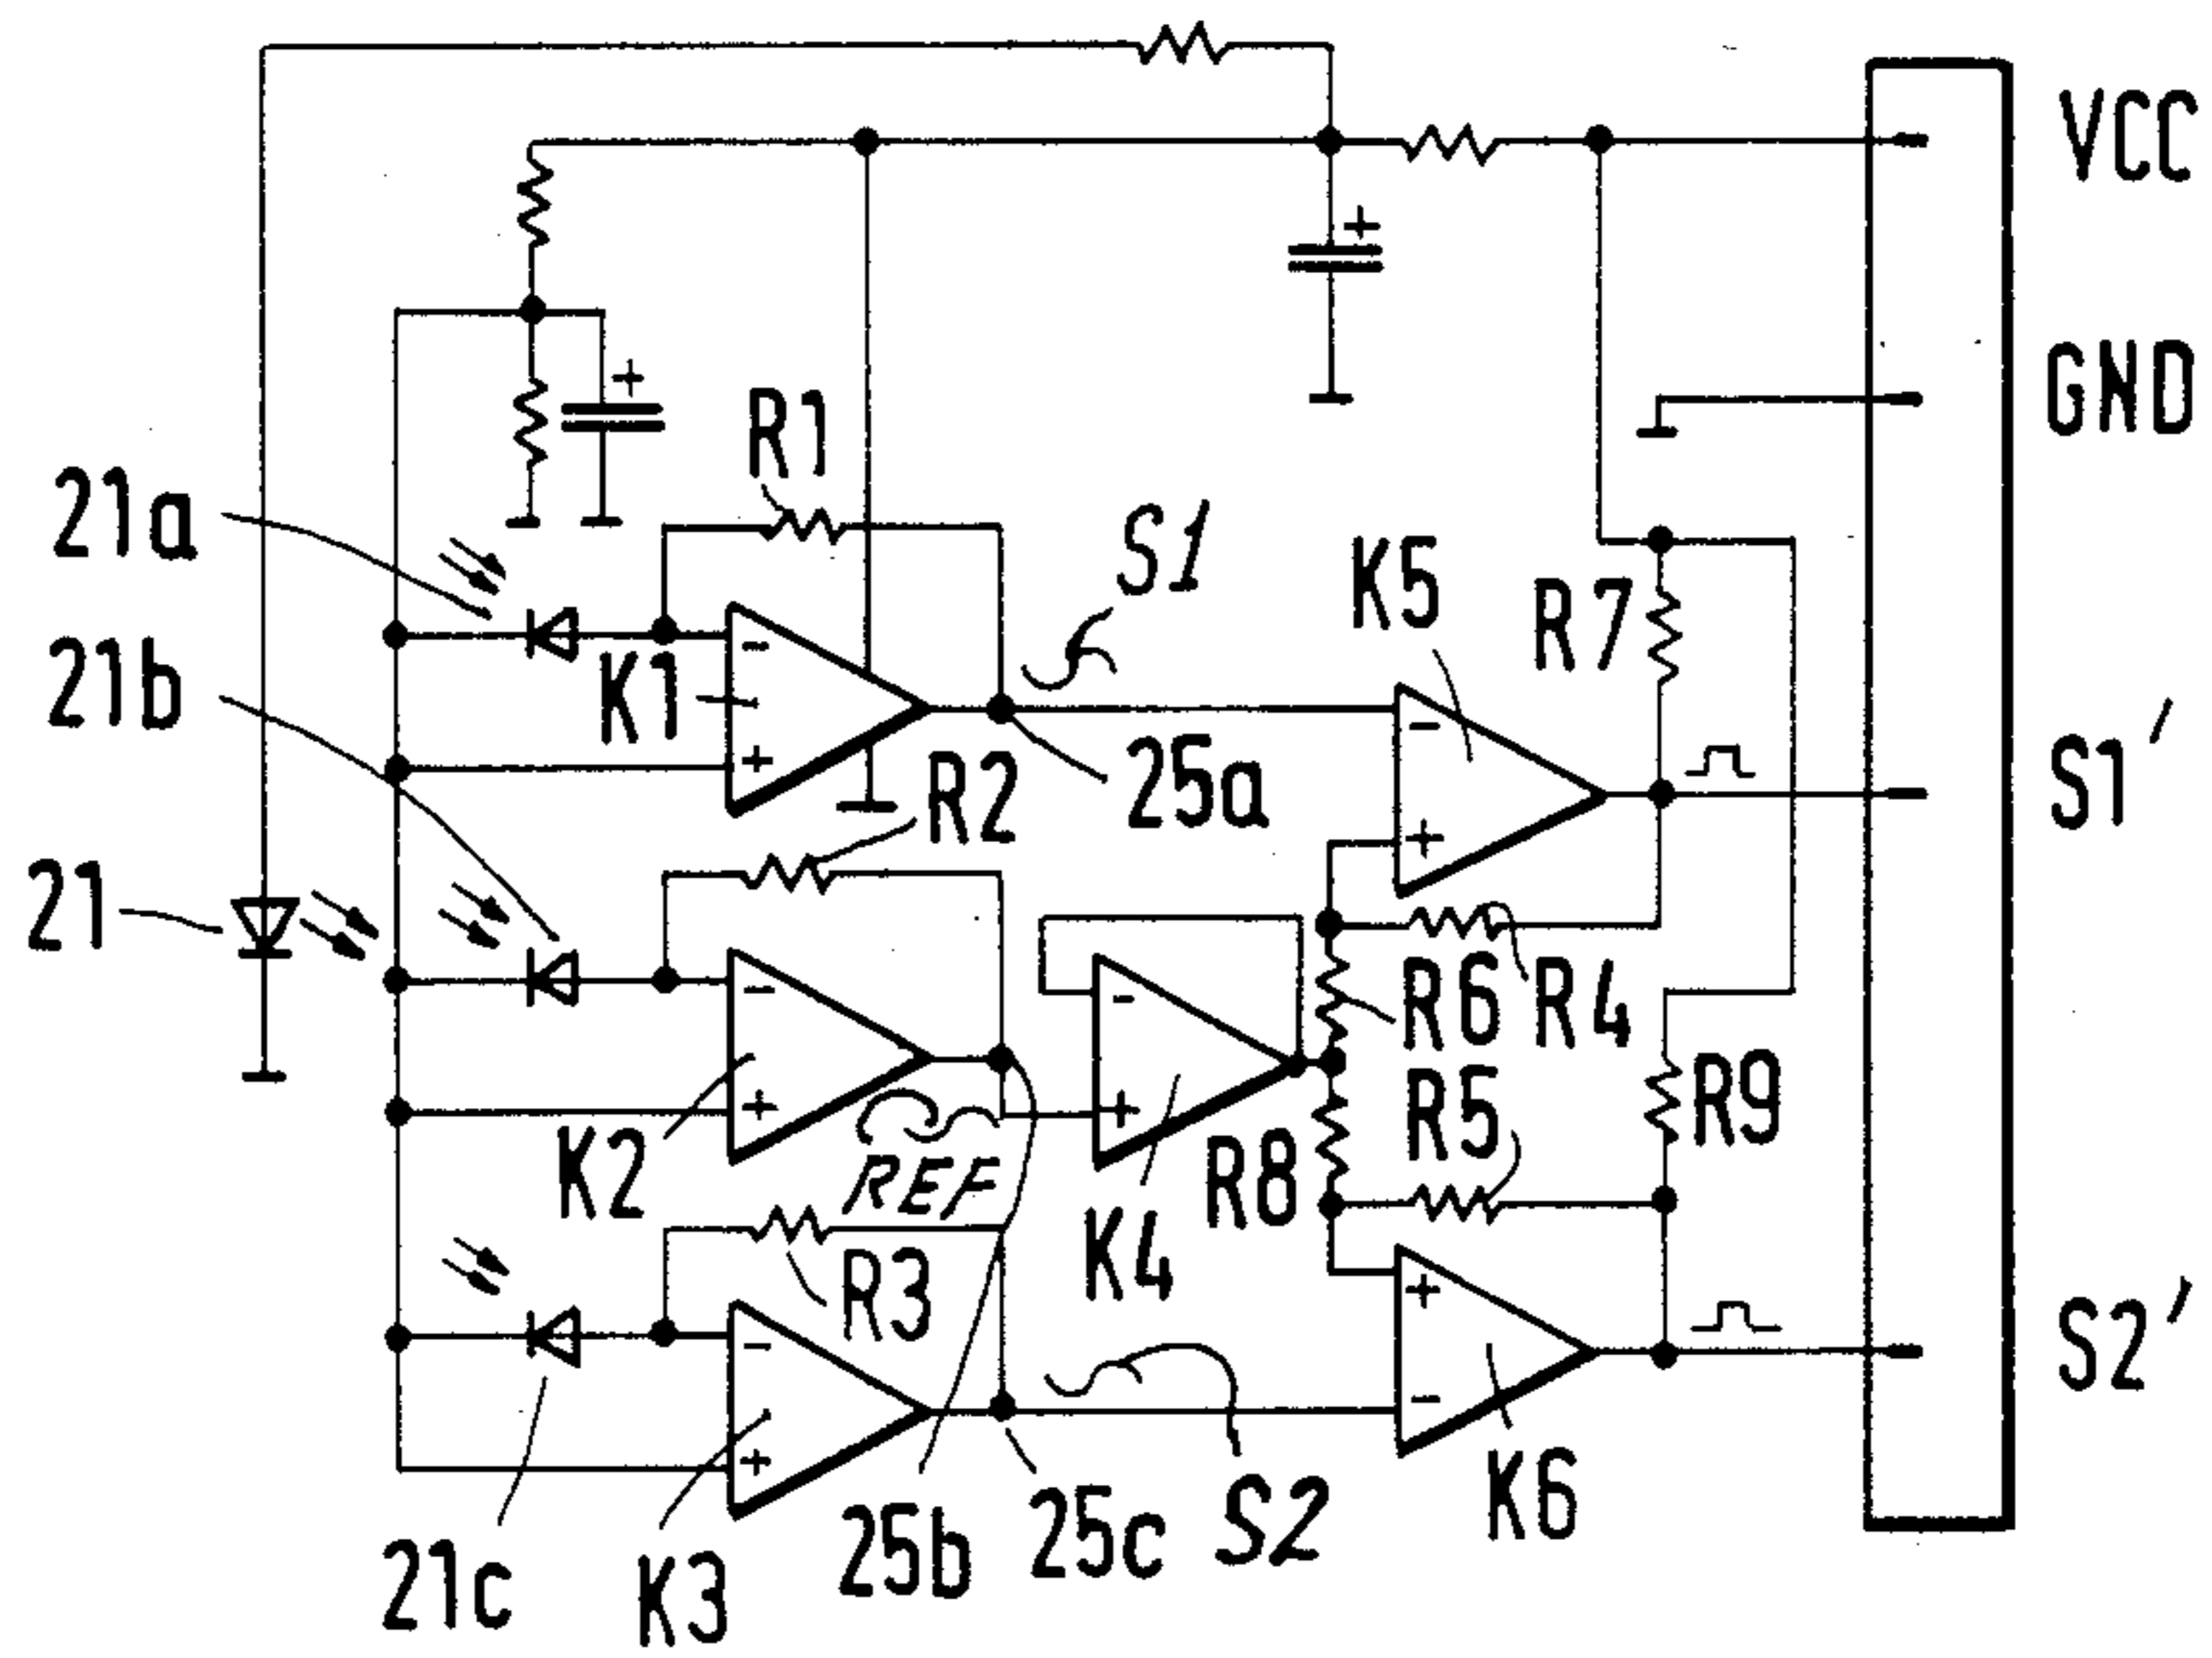 VCC
+
GND
+
R1
21a
S1
K5
R7
21b
-
K1
-
S1'
+
25a
R2
+
21
-
-
R6 R4
R5
R9
K2
+
+
REF
R8
K4
R3
+
S2'
-
-
+
K6
25b
25c
S2
21c
K3